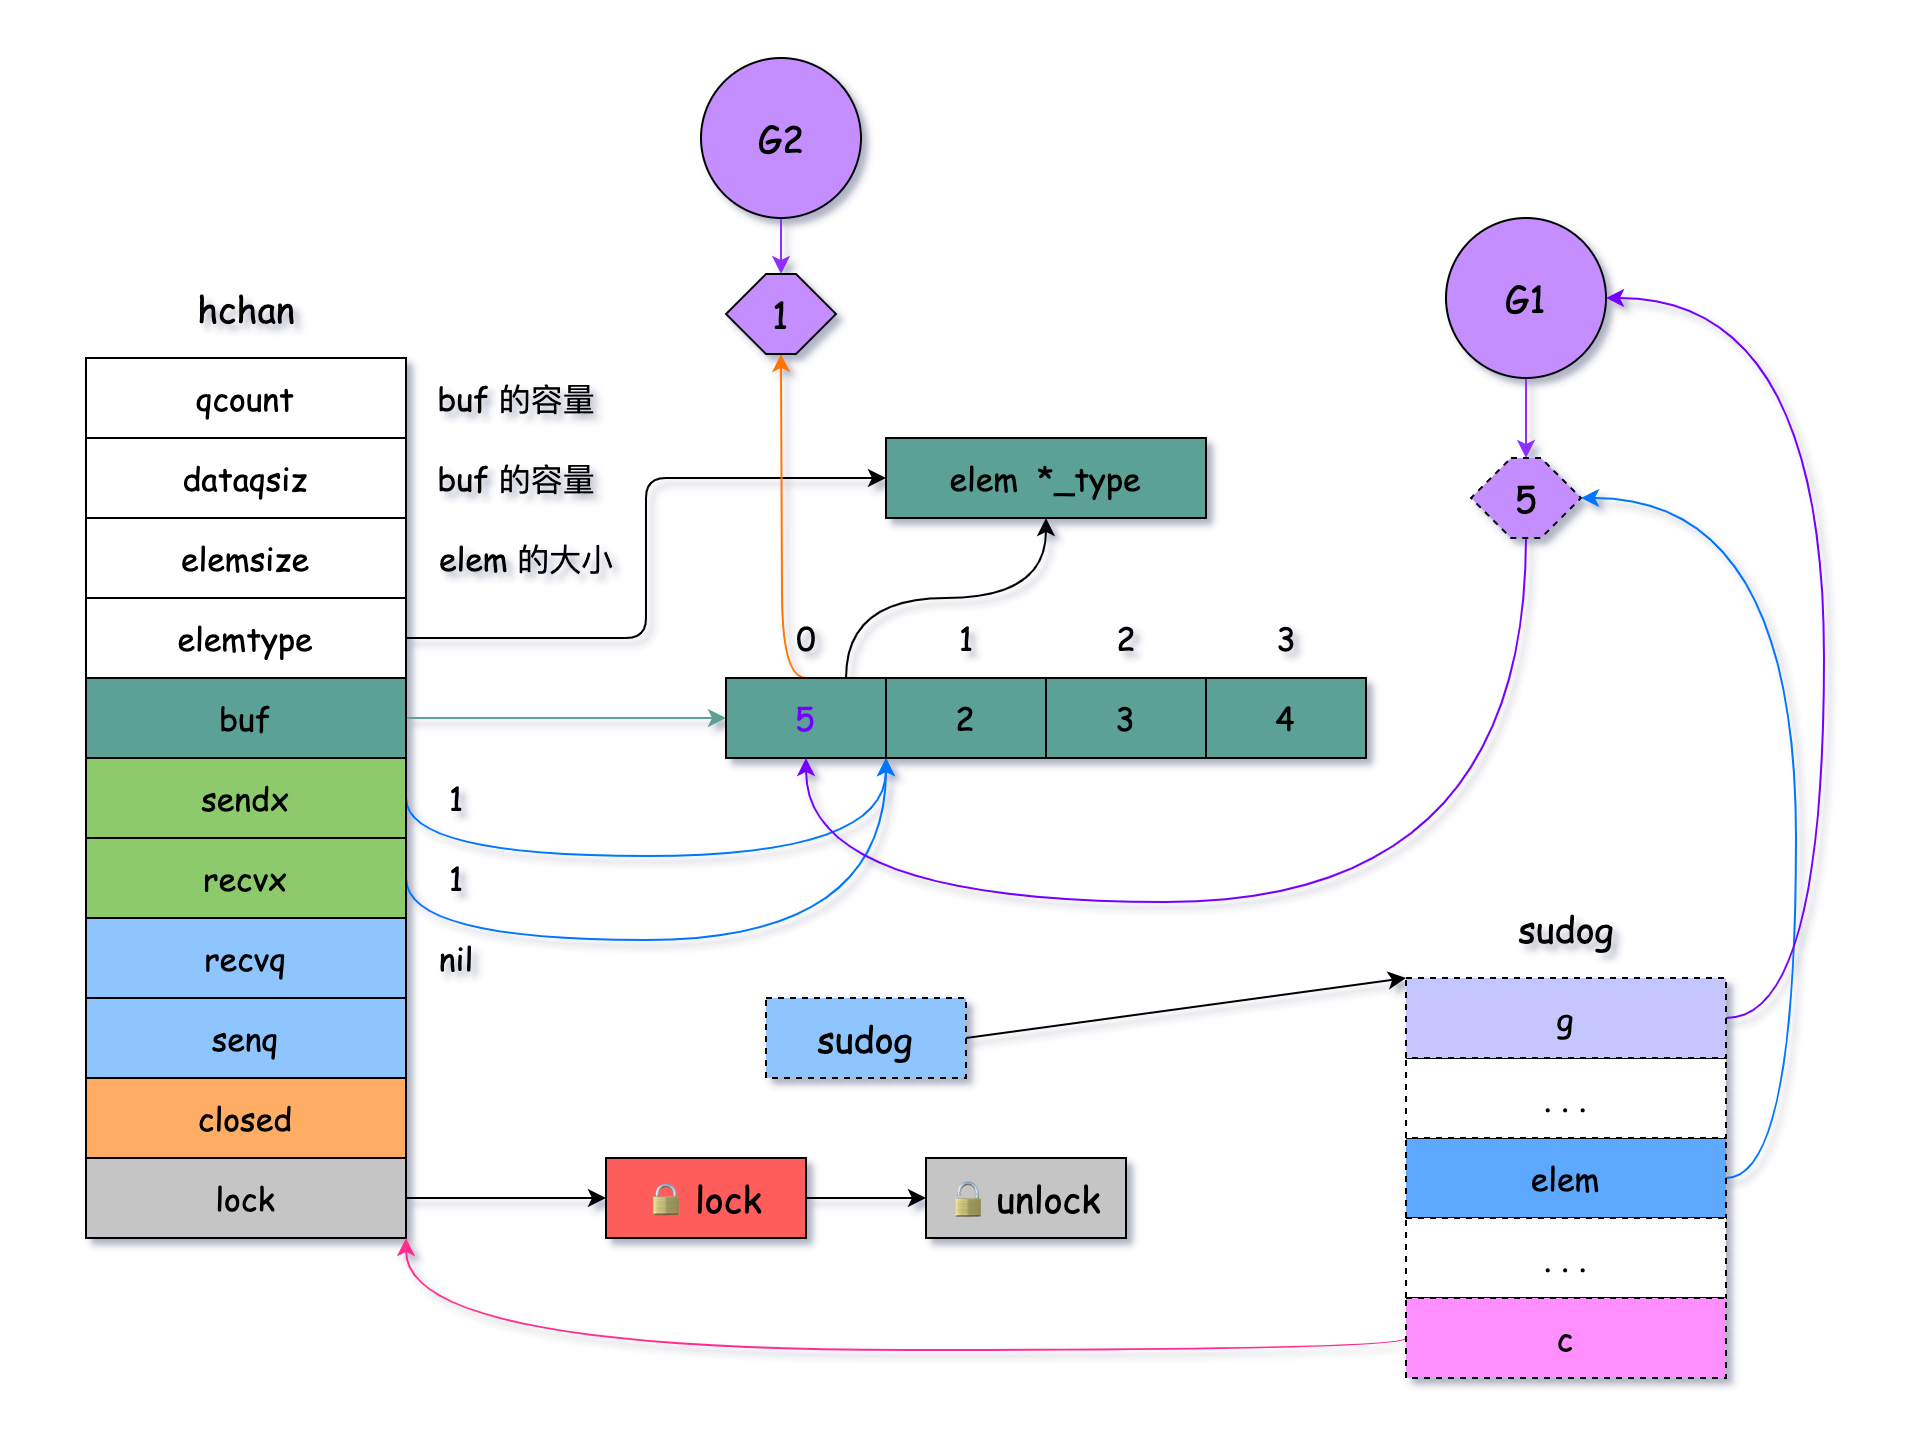 G2
1
G1
5
hchan
qcount
buf 的容量
dataqsiz
buf 的容量
elemsize
elem 的大小
elemtype
elem *_type
0
1
2
3
buf
5
2
3
4
sendx
1
recvx
1
recvq
nil
senq
closed
lock
sudog
🔒 lock
🔓 unlock
sudog
g
...
elem
...
c